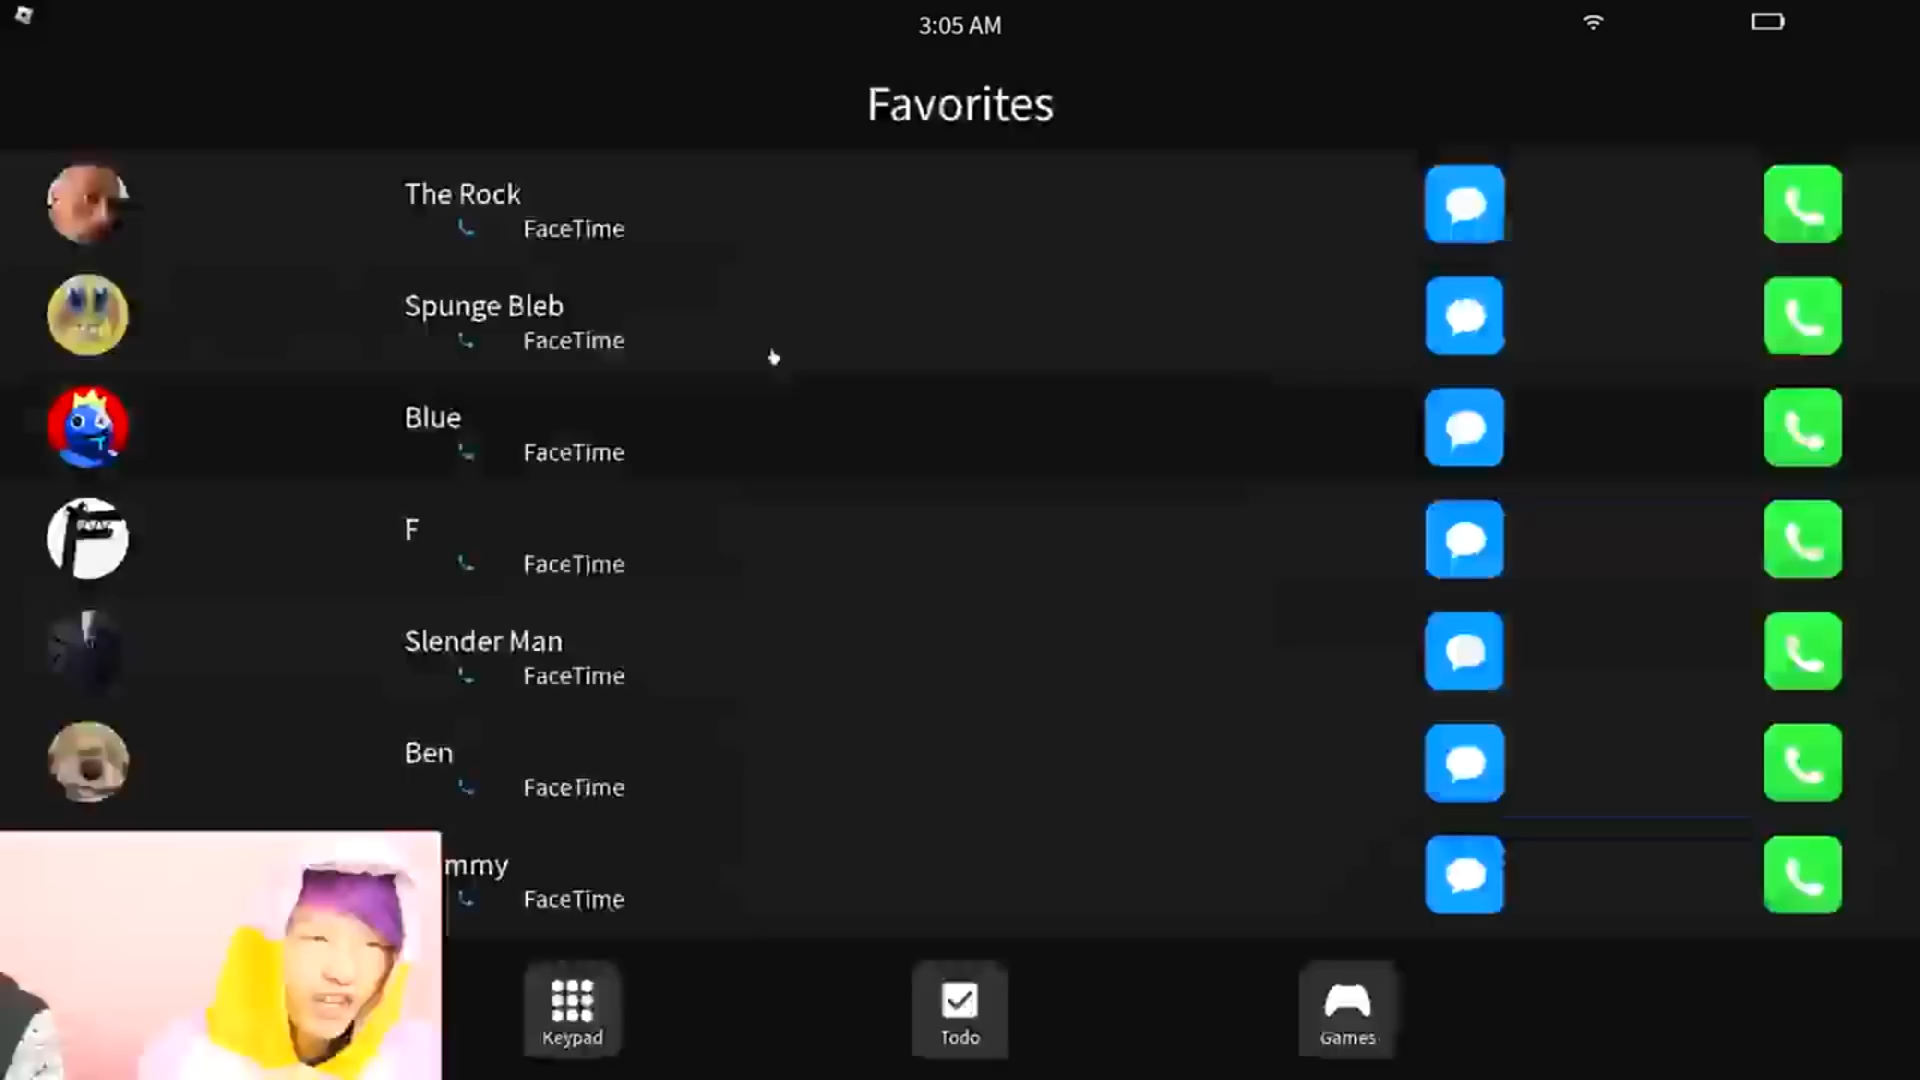 3:05 AM
Favorites
The Rock
FaceTime
Spunge Bleb
FaceTime
Blue
FaceTime
F
FaceTime
Slender Man
FaceTime
Ben
FaceTime
mmy
FaceTime
Keypad
Todo
Games